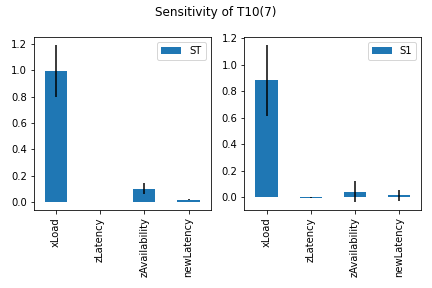 Sensitivity of T10(7)
ST
1.2
1.0
0.8
0.6
0.4
0.2
0.0
xLoad
zLatency
zAvailability
newLatency
S1
1.2
1.0
0.8
0.6
0.4
0.2
0.0
xLoad
zLatency
zAvailability
newLatency